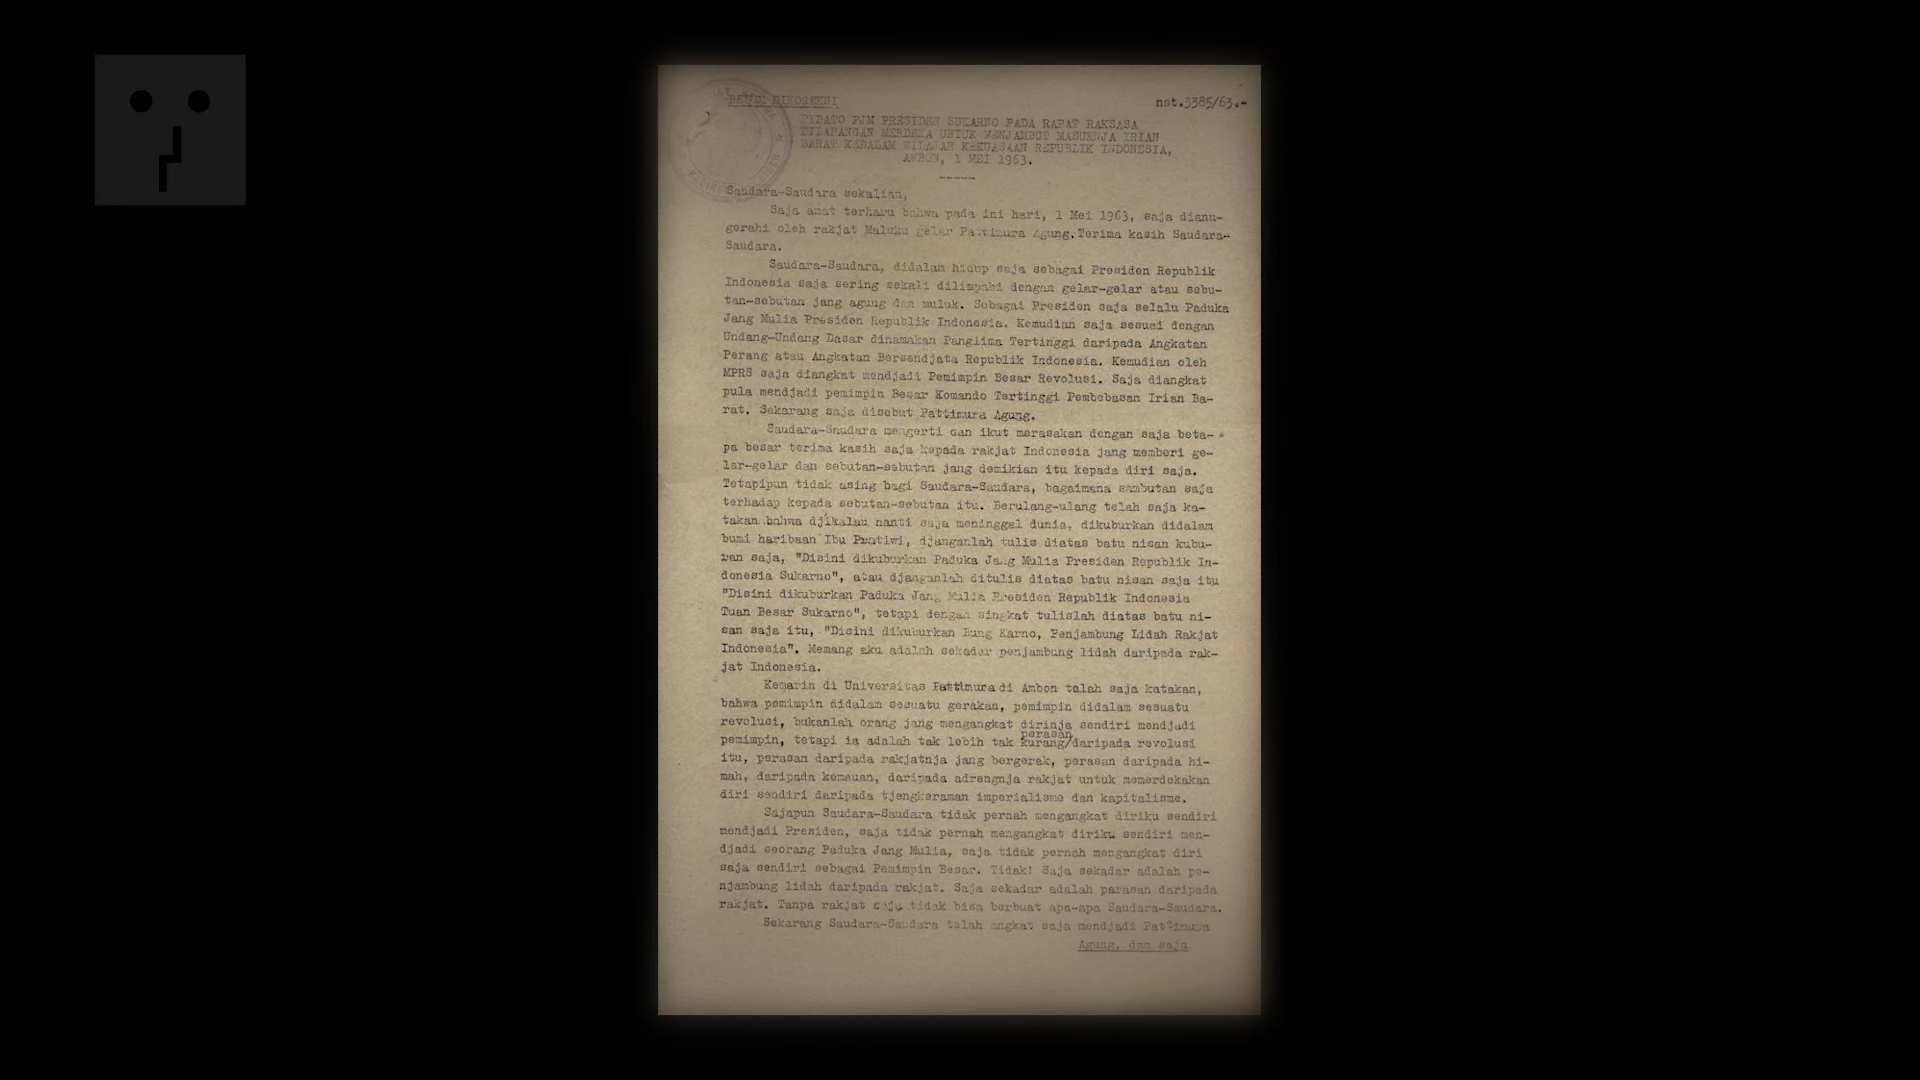 DIKOREKSI
nst.3385/63.-
PIDATO PJM PRESIDEN SUKARNO PADA RAPAT RAKSASA
DILAPANGAN MERDEKA UNTUK MENJAMBUT MASUKNJA IRIAN
BARAT KEDALAM WILAJAH KEKUASAAN REPUBLIK INDONESIA,
AMBON, 1 MEI 1963.
Saudara-Saudara sekalian,
Saja amat terharu bahwa pada ini hari, 1 Mei 1963, saja dianu-
gerahi oleh rakjat Maluku gelar Pattimura Agung. Terima kasih Saudara-
Saudara.
Saudara-Saudara, didalam hidup saja sebagai Presiden Republik
Indonesia saja sering sekali dilimpahi dengan gelar-gelar atau sebu-
tan-sebutan jang agung dan muluk. Sebagai Presiden saja selalu Paduka
Jang Mulia Presiden Republik Indonesia. Kemudian saja sesuai dengan
Undang-Undang Dasar dinamakan Panglima Tertinggi daripada Angkatan
Perang atau Angkatan Bersendjata Republik Indonesia. Kemudian oleh
MPRS saja diangkat mendjadi Pemimpin Besar Revolusi. Saja diangkat
pula mendjadi pemimpin Besar Komando Tertinggi Pembebasan Irian Ba-
rat. Sekarang saja disebut Pattimura Agung.
Saudara-Saudara mengerti dan ikut merasakan dengan saja beta-
pa besar terima kasih saja kepada rakjat Indonesia jang memberi ge-
lar-gelar dan sebutan-sebutan jang demikian itu kepada diri saja.
Tetapipun tidak asing bagi Saudara-Saudara, bagaimana sambutan saja
terhadap kepada sebutan-sebutan itu. Berulang-ulang telah saja ka-
takan bahwa djikalau nanti saja meninggal dunia, dikuburkan didalam
bumi haribaan Ibu Pratiwi, djanganlah tulis diatas batu nisan kubu-
ran saja, "Disini dikuburkan Paduka Jang Mulia Presiden Republik In-
donesia Sukarno", atau djanganlah ditulis diatas batu nisan saja itu
"Disini dikuburkan Paduka Jang Mulia Presiden Republik Indonesia
Tuan Besar Sukarno", tetapi dengan singkat tulislah diatas batu ni-
san saja itu, "Disini dikuburkan Bung Karno, Penjambung Lidah Rakjat
Indonesia". Memang aku adalah sekadar penjambung lidah daripada rak-
jat Indonesia.
Kemarin di Universitas Pattimura di Ambon telah saja katakan,
bahwa pemimpin didalam sesuatu gerakan, pemimpin didalam sesuatu
revolusi, bukanlah orang jang mengangkat dirinja sendiri mendjadi
perasan
pemimpin, tetapi ia adalah tak lebih tak kurang/daripada revolusi
itu, perasan daripada rakjatnja jang bergerak, perasan daripada hi-
mah, daripada kemauan, daripada adrengnja rakjat untuk memerdekakan
diri sendiri daripada tjengkeraman imperialisme dan kapitalisme.
Sajapun Saudara-Saudara tidak pernah mengangkat diriku sendiri
mendjadi Presiden, saja tidak pernah mengangkat diriku sendiri men-
djadi seorang Paduka Jang Mulia, saja tidak pernah mengangkat diri
saja sendiri sebagai Pemimpin Besar. Tidak! Saja sekadar adalah pe-
njambung lidah daripada rakjat. Saja sekadar adalah parasan daripada
rakjat. Tanpa rakjat saja tidak bisa berbuat apa-apa Saudara-Saudara.
Sekarang Saudara-Saudara telah angkat saja mendjadi Pattimura
Agung, dan saja